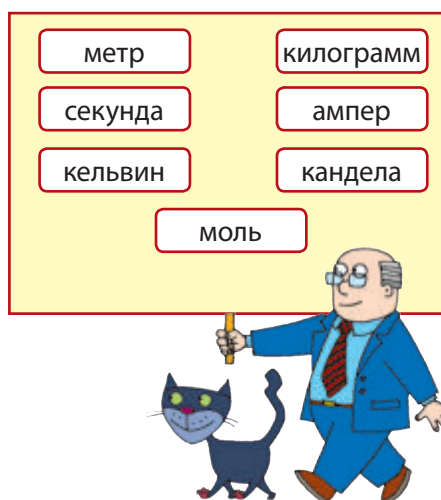 метр килограмм
секунда ампер
кельвин кандела
моль